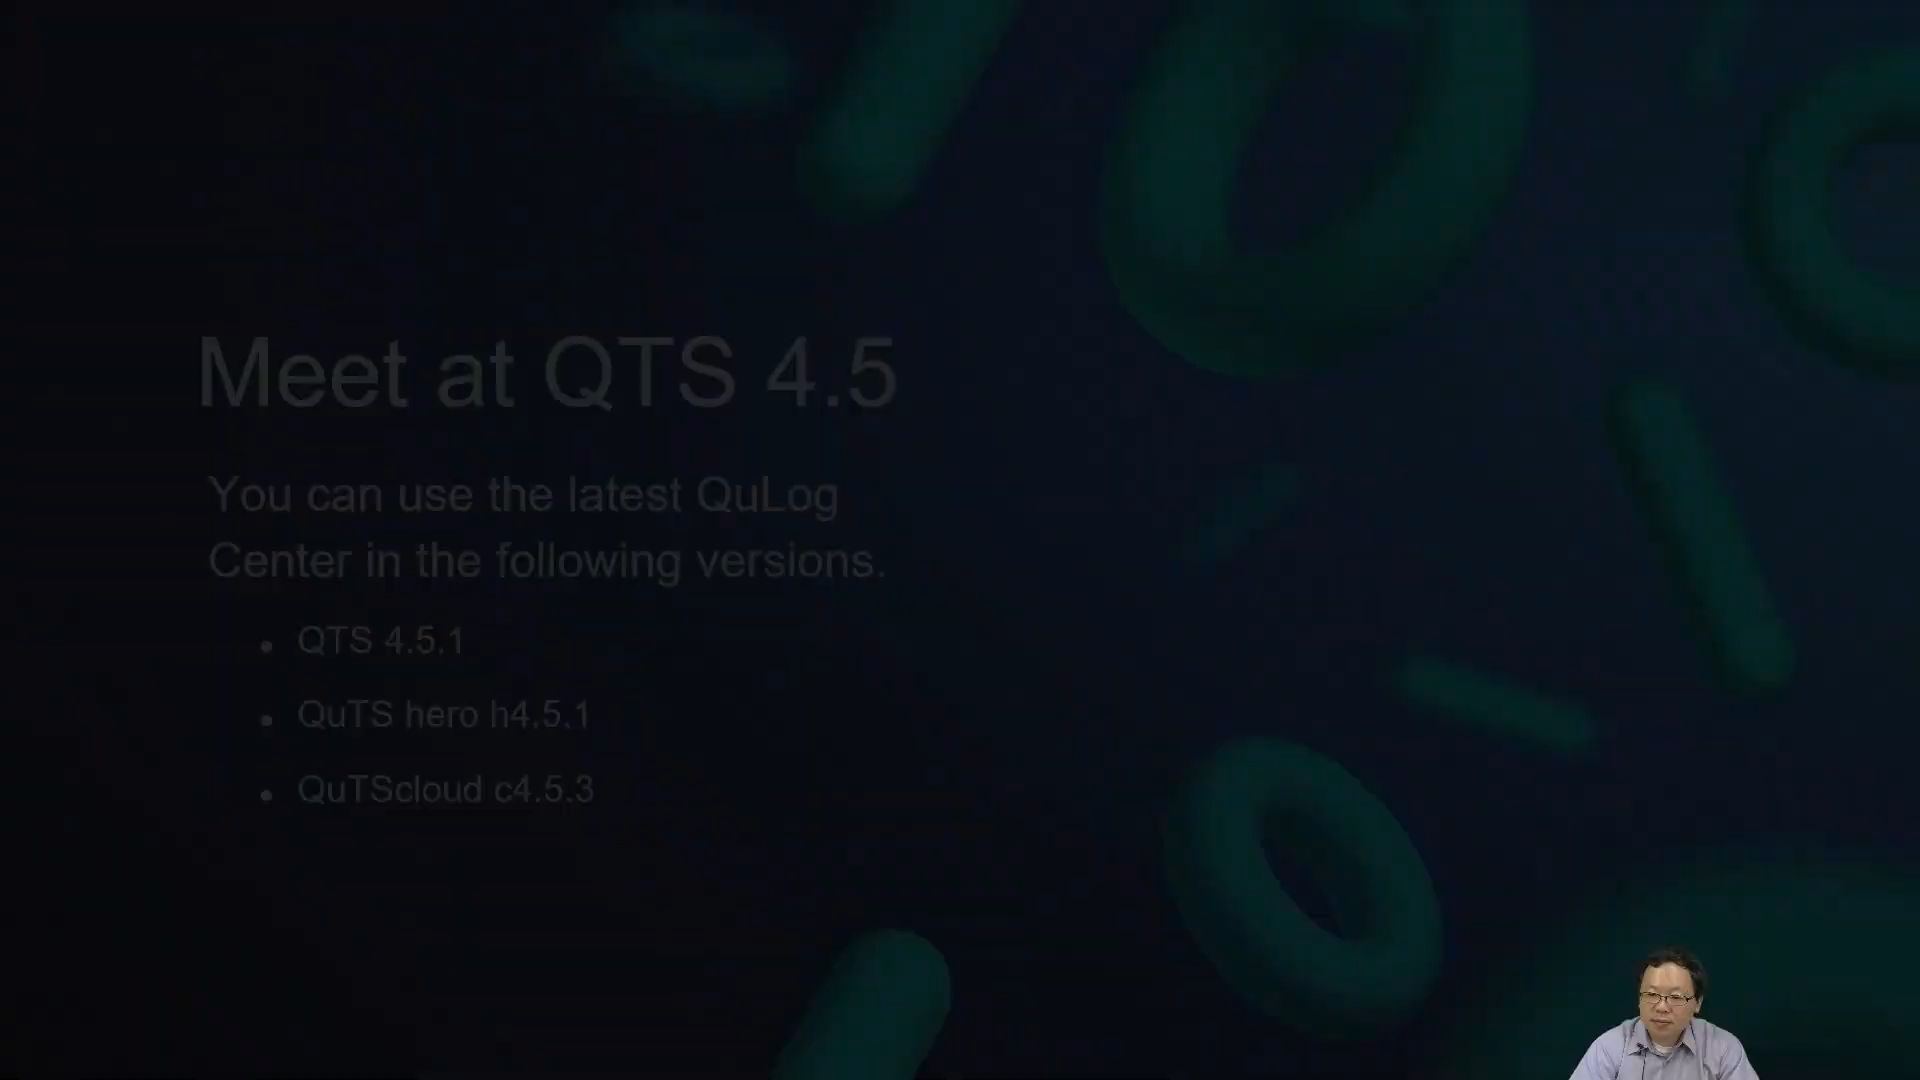 Meet at QTS 4.5
You can use the latest QuLog
Center in the following versions.
• QTS 4.5.1
• QuTS hero h4.5.1
• QuTScloud c4.5.3